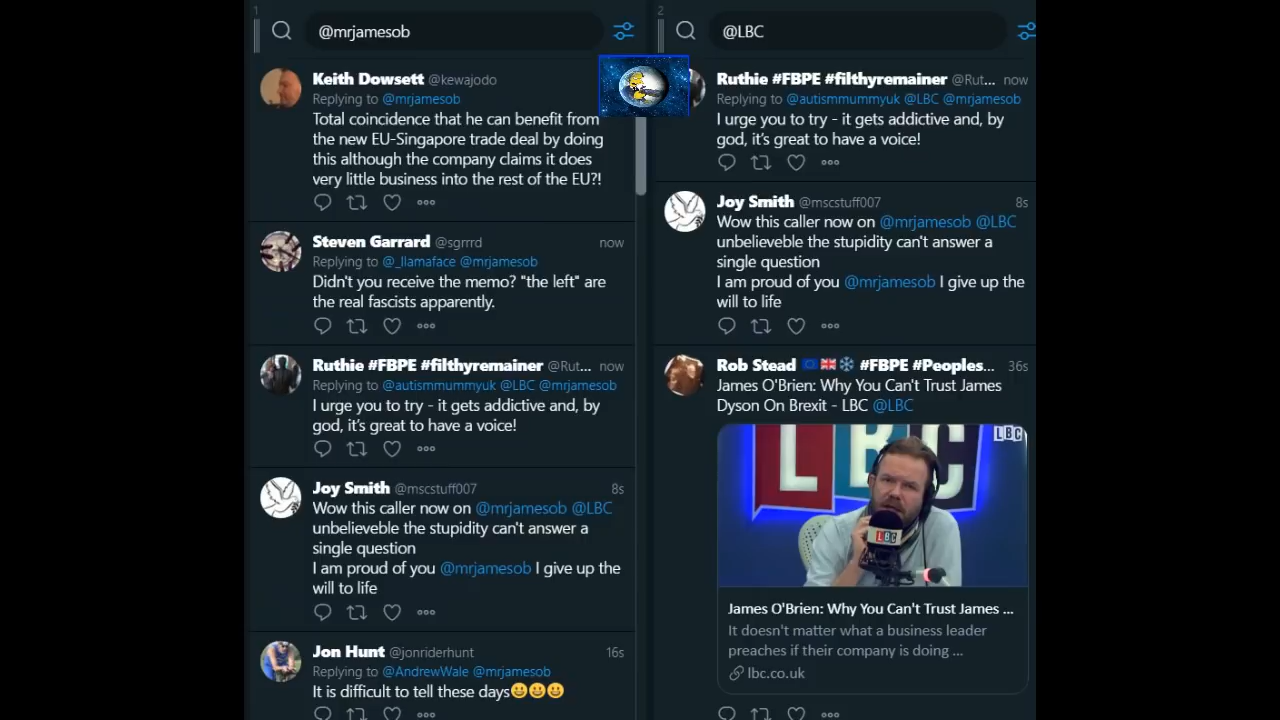 1
@mrjamesob
Keith Dowsett @kewajodo
Replying to @mrjamesob
Total coincidence that he can benefit from
the new EU-Singapore trade deal by doing
this although the company claims it does
very little business into the rest of the EU?!
Steven Garrard @sgrrrd now
Replying to @_llamaface @mrjamesob
Didn't you receive the memo? "the left" are
the real fascists apparently.
Ruthie #FBPE #filthyremainer @Rut... now
Replying to @autismmummyuk @LBC @mrjamesob
I urge you to try - it gets addictive and, by
god, it's great to have a voice!
Joy Smith @mscstuff007 8s
Wow this caller now on @mrjamesob @LBC
unbelieveble the stupidity can't answer a
single question
I am proud of you @mrjamesob I give up the
will to life
Jon Hunt @jonriderhunt 16s
Replying to @AndrewWale @mrjamesob
It is difficult to tell these days😀😀😀
2
@LBC
Ruthie #FBPE #filthyremainer @Rut... now
Replying to @autismmummyuk @LBC @mrjamesob
I urge you to try - it gets addictive and, by
god, it's great to have a voice!
Joy Smith @mscstuff007 8s
Wow this caller now on @mrjamesob @LBC
unbelieveble the stupidity can't answer a
single question
I am proud of you @mrjamesob I give up the
will to life
Rob Stead 🇪🇺🇬🇧❄️ #FBPE #Peoples... 36s
James O'Brien: Why You Can't Trust James
Dyson On Brexit - LBC @LBC
LBC
LBC
LBC
James O'Brien: Why You Can't Trust James ...
It doesn't matter what a business leader
preaches if their company is doing ...
lbc.co.uk